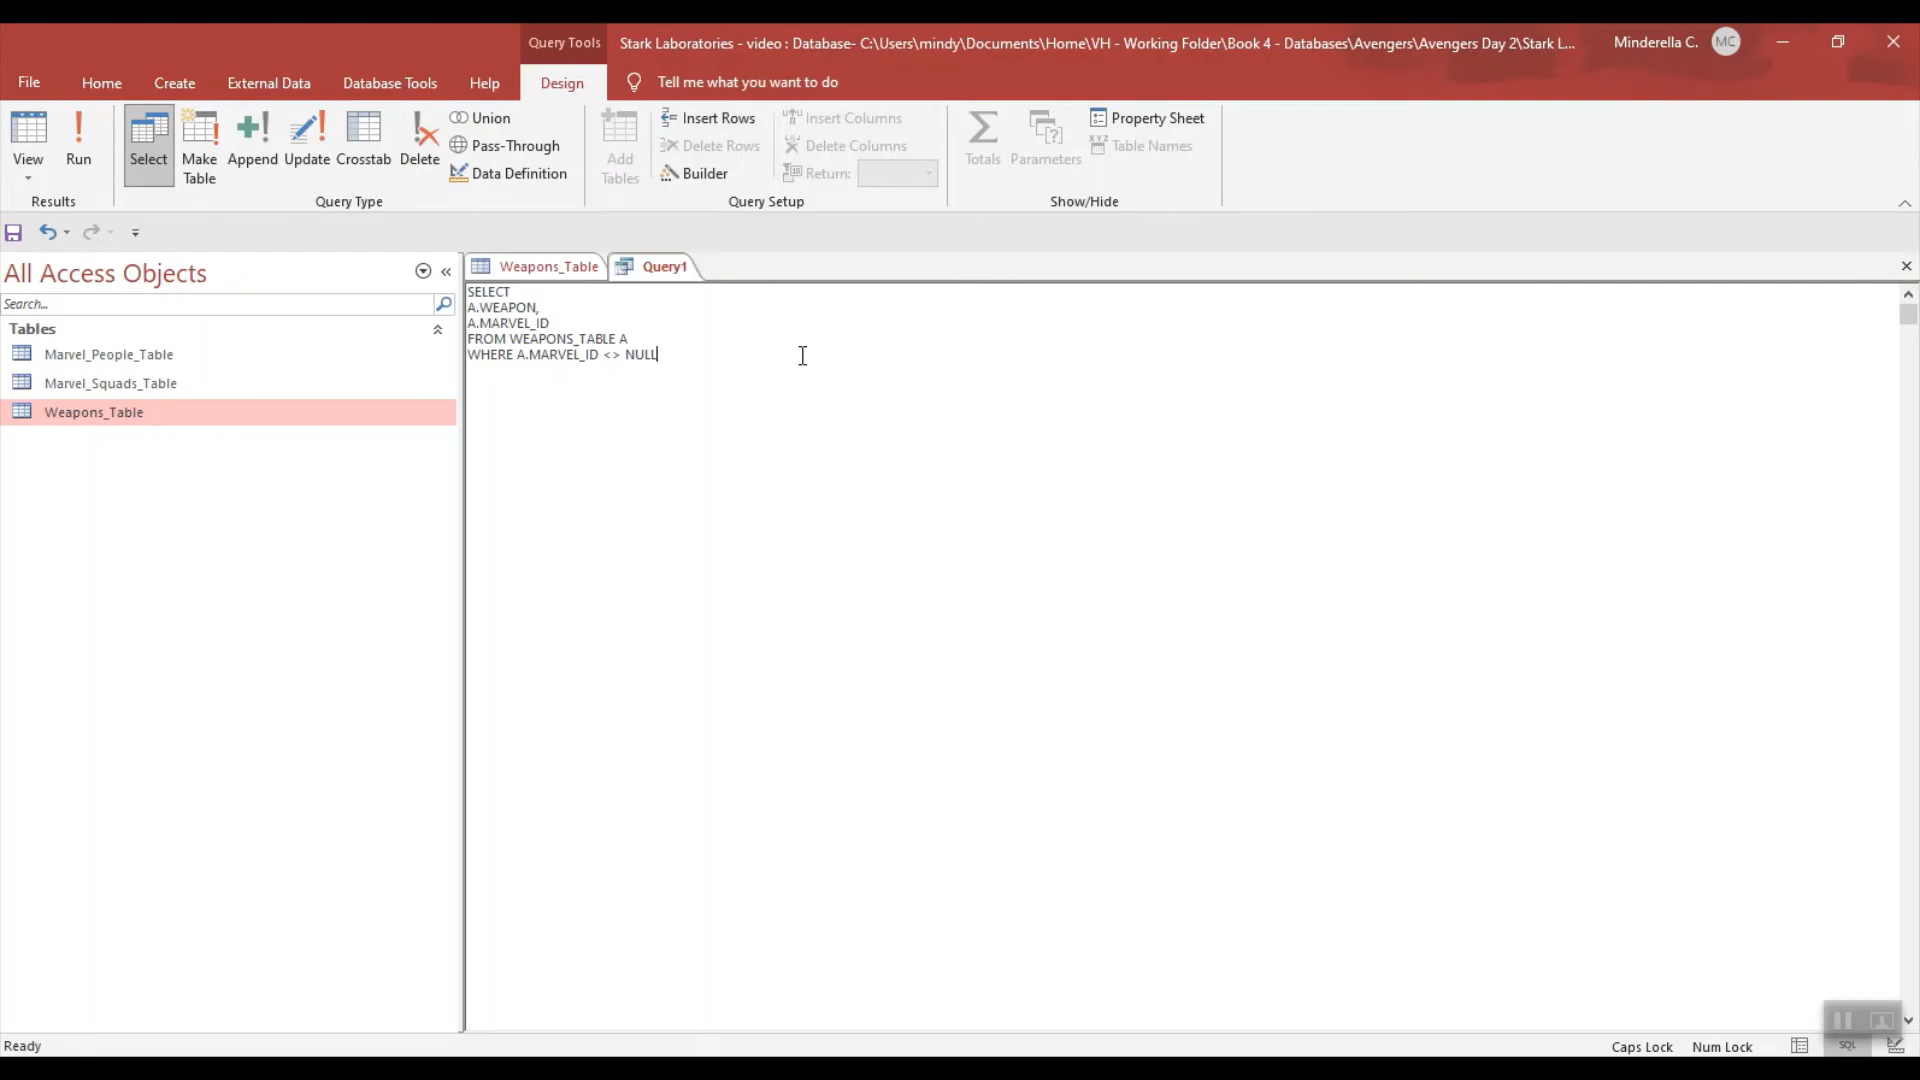 Query Tools
Stark Laboratories - video : Database- C:\Users\mindy\Documents\Home\VH - Working Folder\Book 4 - Databases\Avengers\Avengers Day 2\Stark L...
Minderella C.
MC
File
Home
Create
External Data
Database Tools
Help
Design
Tell me what you want to do
View
Run
Select
Make Table
Append
Update
Crosstab
Delete
Union
Pass-Through
Data Definition
Add Tables
Insert Rows
Delete Rows
Builder
Insert Columns
Delete Columns
Return:
Totals
Parameters
Property Sheet
Table Names
Results
Query Type
Query Setup
Show/Hide
All Access Objects
Search...
Tables
Marvel_People_Table
Marvel_Squads_Table
Weapons_Table
Weapons_Table
Query1
SELECT
A.WEAPON,
A.MARVEL_ID
FROM WEAPONS_TABLE A
WHERE A.MARVEL_ID <> NULL
Ready
Caps Lock
Num Lock
SQL